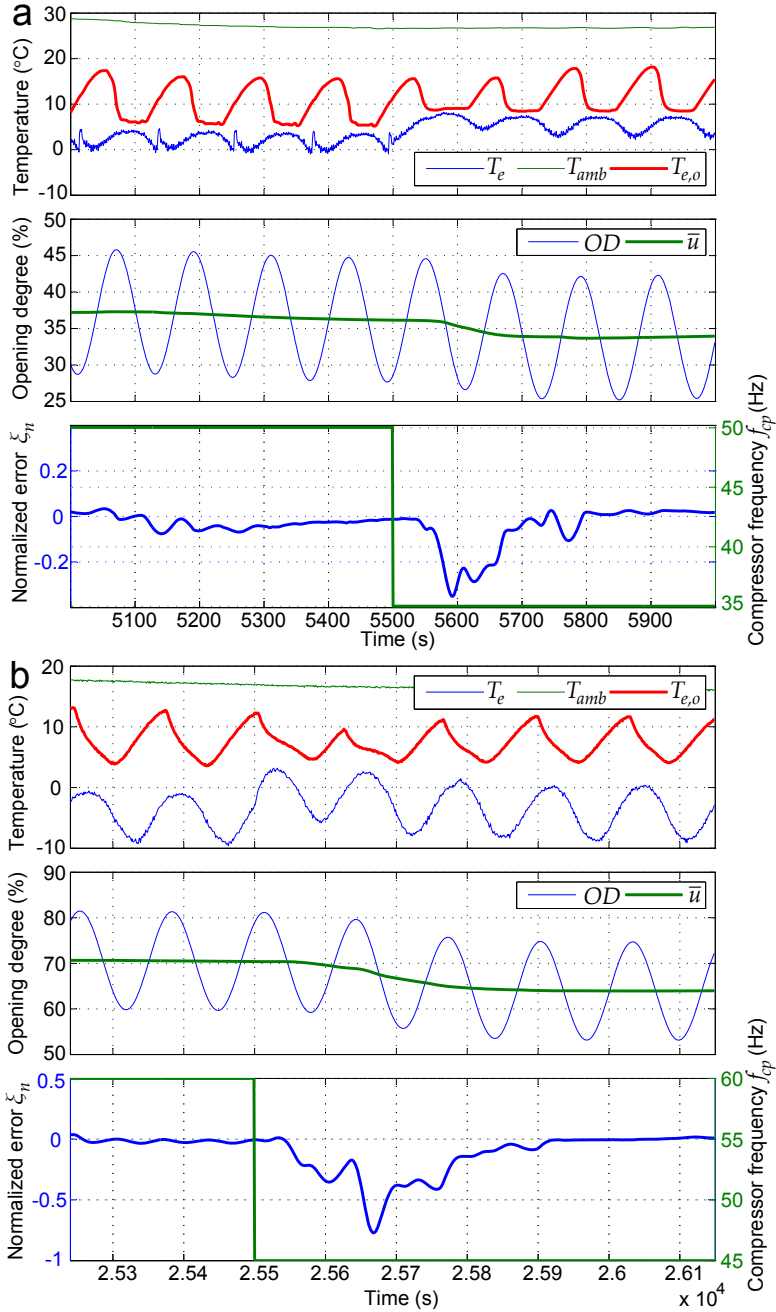 a
30
20
10
0
-10
Temperature (°C)
T_e T_amb T_e,o
50
45
40
35
30
25
Opening degree (%)
OD u̅
0.2
0
-0.2
Normalized error ξ_n
50
45
40
35
Compressor frequency f_cp (Hz)
5100 5200 5300 5400 5500 5600 5700 5800 5900
Time (s)
b
20
10
0
-10
Temperature (°C)
T_e T_amb T_e,o
90
80
70
60
50
Opening degree (%)
OD u̅
0.5
0
-0.5
-1
Normalized error ξ_n
60
55
50
45
Compressor frequency f_cp (Hz)
2.53 2.54 2.55 2.56 2.57 2.58 2.59 2.6 2.61
x 10^4
Time (s)